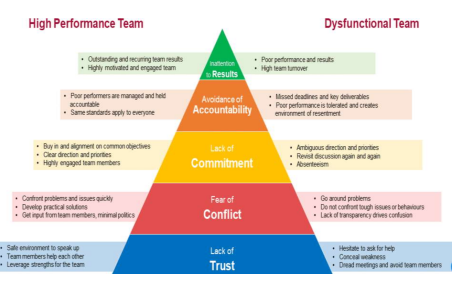 High Performance Team
Dysfunctional Team
• Outstanding and recurring team results
• Highly motivated and engaged team
Inattention
to Results
• Poor performance and results
• High team turnover
• Poor performers are managed and held
accountable
• Same standards apply to everyone
Avoidance of
Accountability
• Missed deadlines and key deliverables
• Poor performance is tolerated and creates
environment of resentment
• Buy in and alignment on common objectives
• Clear direction and priorities
• Highly engaged team members
Lack of
Commitment
• Ambiguous direction and priorities
• Revisit discussion again and again
• Absenteeism
• Confront problems and issues quickly
• Develop practical solutions
• Get input from team members, minimal politics
Fear of
Conflict
• Go around problems
• Do not confront tough issues or behaviours
• Lack of transparency drives confusion
• Safe environment to speak up
• Team members help each other
• Leverage strengths for the team
Lack of
Trust
• Hesitate to ask for help
• Conceal weakness
• Dread meetings and avoid team members